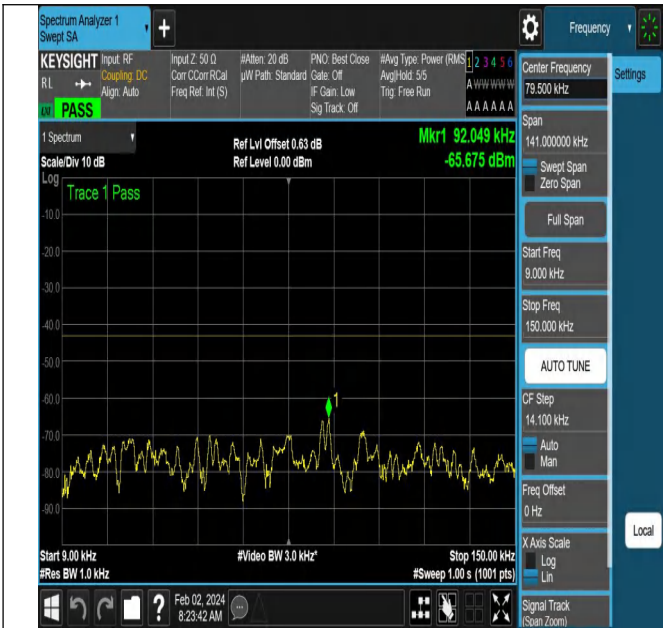 Spectrum Analyzer 1
Swept SA
+
Frequency
KEYSIGHT
RL
PASS
Input: RF
Coupling: DC
Align: Auto
Input Z: 50 Ω
Corr CCorr RCal
Freq Ref: Int (S)
#Atten: 20 dB
µW Path: Standard
PNO: Best Close
Gate: Off
IF Gain: Low
Sig Track: Off
#Avg Type: Power (RMS
Avg|Hold: 5/5
Trig: Free Run
1 2 3 4 5 6
A W W W W W
A A A A A A
1 Spectrum
Scale/Div 10 dB
Log
Ref Lvl Offset 0.63 dB
Ref Level 0.00 dBm
Mkr1 92.049 kHz
-65.675 dBm
Trace 1 Pass
-10.0
-20.0
-30.0
-40.0
-50.0
-60.0
-70.0
-80.0
-90.0
1
Start 9.00 kHz
#Res BW 1.0 kHz
#Video BW 3.0 kHz*
Stop 150.00 kHz
#Sweep 1.00 s (1001 pts)
Feb 02, 2024
8:23:42 AM
Center Frequency
79.500 kHz
Settings
Span
141.000000 kHz
Swept Span
Zero Span
Full Span
Start Freq
9.000 kHz
Stop Freq
150.000 kHz
AUTO TUNE
CF Step
14.100 kHz
Auto
Man
Freq Offset
0 Hz
X Axis Scale
Log
Lin
Local
Signal Track
(Span Zoom)